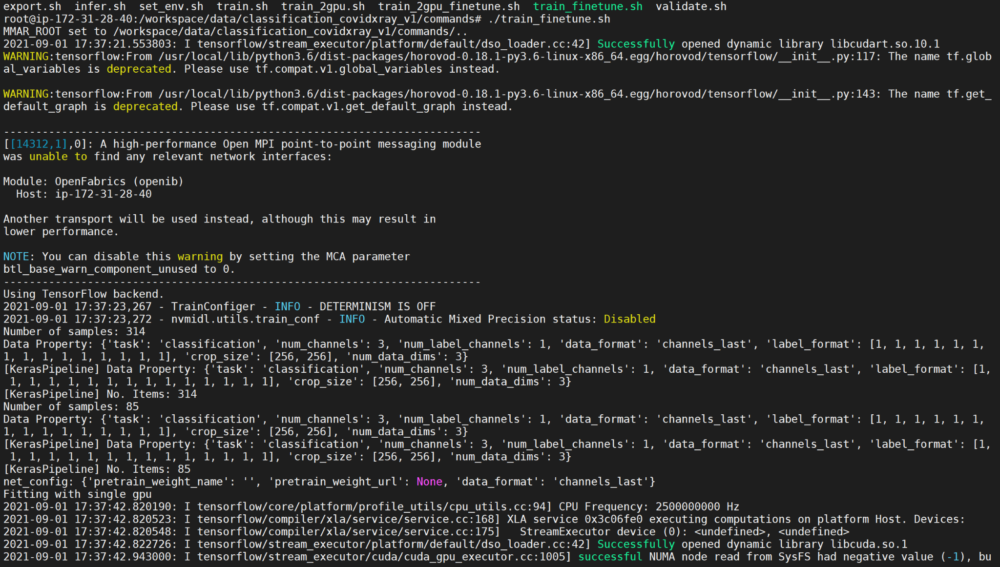 export.sh  infer.sh  set_env.sh  train.sh  train_2gpu.sh  train_2gpu_finetune.sh  train_finetune.sh  validate.sh
root@ip-172-31-28-40:/workspace/data/classification_covidxray_v1/commands# ./train_finetune.sh
MMAR_ROOT set to /workspace/data/classification_covidxray_v1/commands/..
2021-09-01 17:37:21.553803: I tensorflow/stream_executor/platform/default/dso_loader.cc:42] Successfully opened dynamic library libcudart.so.10.1
WARNING:tensorflow:From /usr/local/lib/python3.6/dist-packages/horovod-0.18.1-py3.6-linux-x86_64.egg/horovod/tensorflow/__init__.py:117: The name tf.glob
al_variables is deprecated. Please use tf.compat.v1.global_variables instead.

WARNING:tensorflow:From /usr/local/lib/python3.6/dist-packages/horovod-0.18.1-py3.6-linux-x86_64.egg/horovod/tensorflow/__init__.py:143: The name tf.get_
default_graph is deprecated. Please use tf.compat.v1.get_default_graph instead.

--------------------------------------------------------------------------
[[14312,1],0]: A high-performance Open MPI point-to-point messaging module
was unable to find any relevant network interfaces:

Module: OpenFabrics (openib)
  Host: ip-172-31-28-40

Another transport will be used instead, although this may result in
lower performance.

NOTE: You can disable this warning by setting the MCA parameter
btl_base_warn_component_unused to 0.
--------------------------------------------------------------------------
Using TensorFlow backend.
2021-09-01 17:37:23,267 - TrainConfiger - INFO - DETERMINISM IS OFF
2021-09-01 17:37:23,272 - nvmidl.utils.train_conf - INFO - Automatic Mixed Precision status: Disabled
Number of samples: 314
Data Property: {'task': 'classification', 'num_channels': 3, 'num_label_channels': 1, 'data_format': 'channels_last', 'label_format': [1, 1, 1, 1, 1, 1,
1, 1, 1, 1, 1, 1, 1, 1, 1], 'crop_size': [256, 256], 'num_data_dims': 3}
[KerasPipeline] Data Property: {'task': 'classification', 'num_channels': 3, 'num_label_channels': 1, 'data_format': 'channels_last', 'label_format': [1,
 1, 1, 1, 1, 1, 1, 1, 1, 1, 1, 1, 1, 1, 1], 'crop_size': [256, 256], 'num_data_dims': 3}
[KerasPipeline] No. Items: 314
Number of samples: 85
Data Property: {'task': 'classification', 'num_channels': 3, 'num_label_channels': 1, 'data_format': 'channels_last', 'label_format': [1, 1, 1, 1, 1, 1,
1, 1, 1, 1, 1, 1, 1, 1, 1], 'crop_size': [256, 256], 'num_data_dims': 3}
[KerasPipeline] Data Property: {'task': 'classification', 'num_channels': 3, 'num_label_channels': 1, 'data_format': 'channels_last', 'label_format': [1,
 1, 1, 1, 1, 1, 1, 1, 1, 1, 1, 1, 1, 1, 1], 'crop_size': [256, 256], 'num_data_dims': 3}
[KerasPipeline] No. Items: 85
net_config: {'pretrain_weight_name': '', 'pretrain_weight_url': None, 'data_format': 'channels_last'}
Fitting with single gpu
2021-09-01 17:37:42.820190: I tensorflow/core/platform/profile_utils/cpu_utils.cc:94] CPU Frequency: 2500000000 Hz
2021-09-01 17:37:42.820523: I tensorflow/compiler/xla/service/service.cc:168] XLA service 0x3c06fe0 executing computations on platform Host. Devices:
2021-09-01 17:37:42.820548: I tensorflow/compiler/xla/service/service.cc:175]   StreamExecutor device (0): <undefined>, <undefined>
2021-09-01 17:37:42.822726: I tensorflow/stream_executor/platform/default/dso_loader.cc:42] Successfully opened dynamic library libcuda.so.1
2021-09-01 17:37:42.943000: I tensorflow/stream_executor/cuda/cuda_gpu_executor.cc:1005] successful NUMA node read from SysFS had negative value (-1), bu